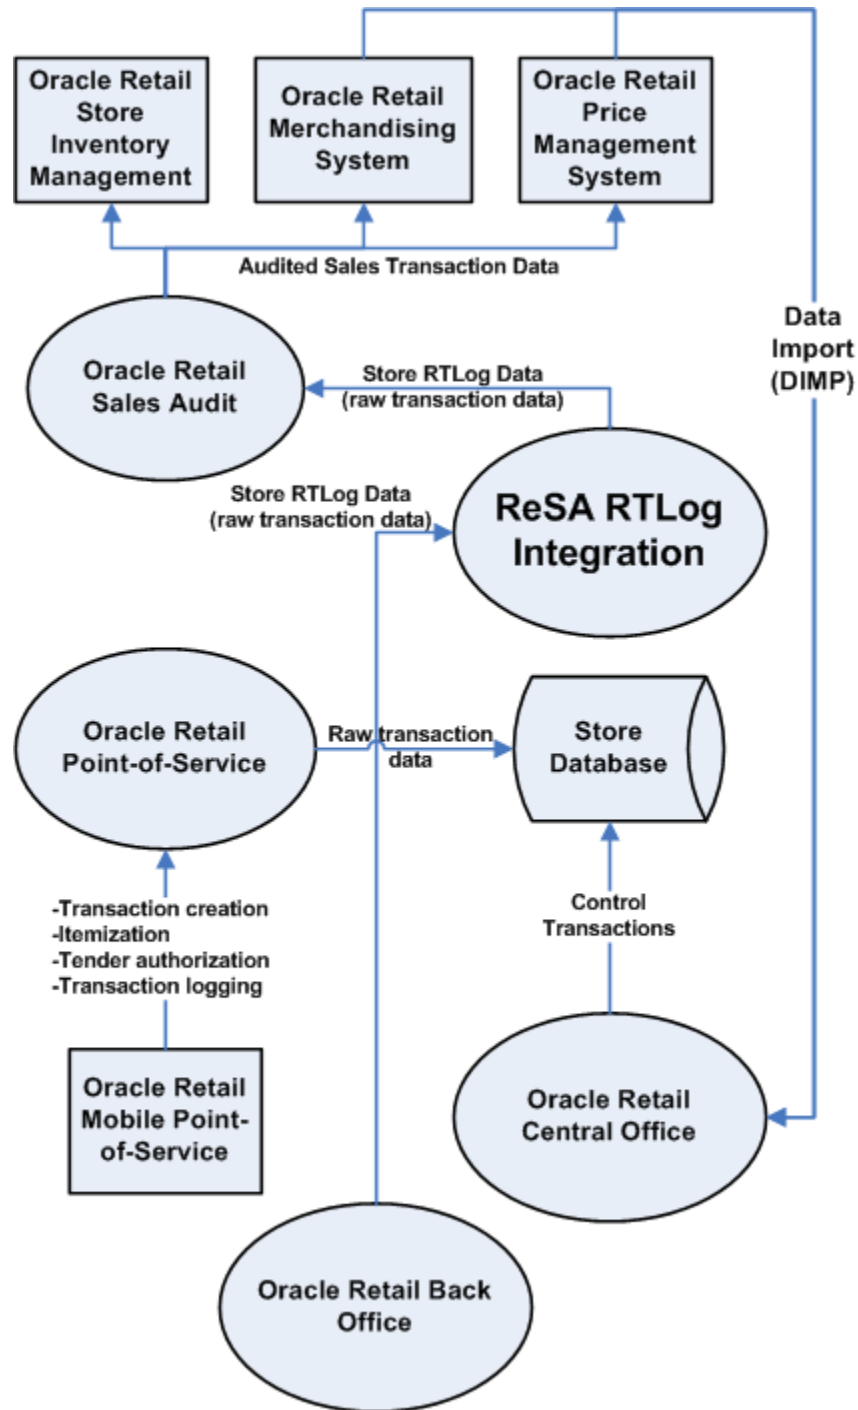 Oracle Retail
Store
Inventory
Management
Oracle Retail
Merchandising
System
Oracle Retail
Price
Management
System
Audited Sales Transaction Data
Data
Import
(DIMP)
Oracle Retail
Sales Audit
Store RTLog Data
(raw transaction data)
Store RTLog Data
(raw transaction data)
ReSA RTLog
Integration
Oracle Retail
Point-of-Service
Raw transaction
data
Store
Database
-Transaction creation
-Itemization
-Tender authorization
-Transaction logging
Control
Transactions
Oracle Retail
Mobile Point-
of-Service
Oracle Retail
Central Office
Oracle Retail Back
Office